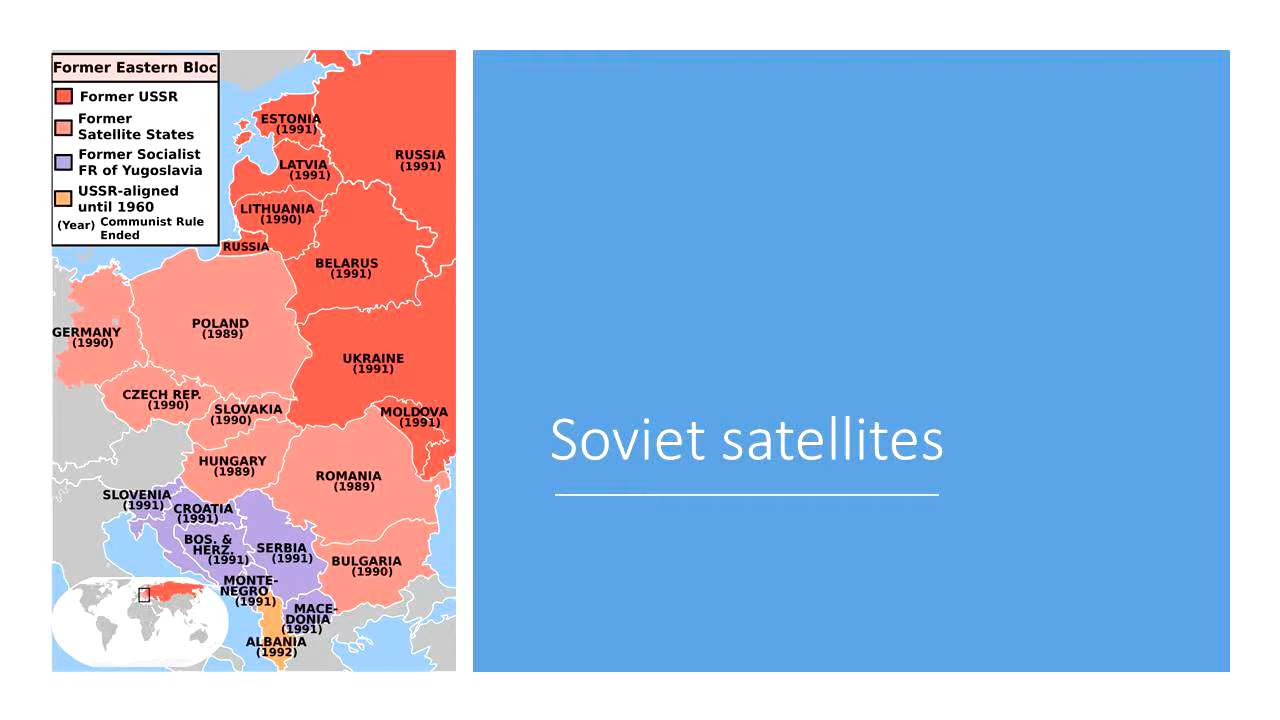 Former Eastern Bloc
Former USSR
Former
Satellite States
Former Socialist
FR of Yugoslavia
USSR-aligned
until 1960
(Year) Communist Rule
Ended
ESTONIA
(1991)
RUSSIA
(1991)
LATVIA
(1991)
LITHUANIA
(1990)
RUSSIA
BELARUS
(1991)
GERMANY
(1990)
POLAND
(1989)
UKRAINE
(1991)
CZECH REP.
(1990)
SLOVAKIA
(1990)
MOLDOVA
(1991)
HUNGARY
(1989)
ROMANIA
(1989)
SLOVENIA
(1991)
CROATIA
(1991)
BOS. &
HERZ.
(1991)
SERBIA
(1991)
BULGARIA
(1990)
MONTE-
NEGRO
(1991)
MACE-
DONIA
(1991)
ALBANIA
(1992)
Soviet satellites